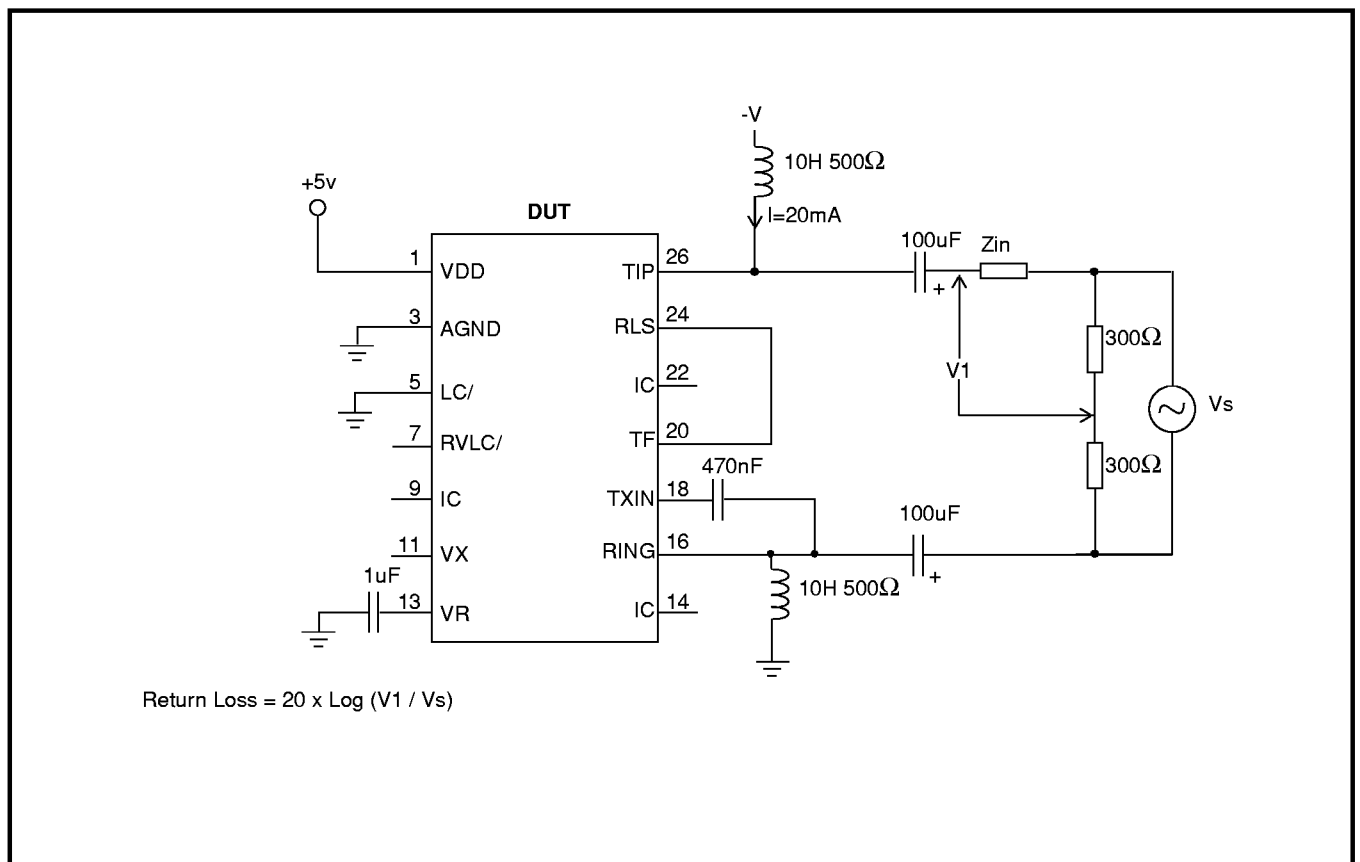 -V
10H 500Ω
+5v
DUT
I=20mA
100uF
Zin
1
VDD
TIP
26
+
3
AGND
RLS
24
300Ω
5
LC/
IC
22
V1
Vs
7
RVLC/
TF
20
300Ω
470nF
9
IC
TXIN
18
100uF
11
VX
RING
16
+
1uF
10H 500Ω
13
VR
IC
14
Return Loss = 20 x Log (V1 / Vs)